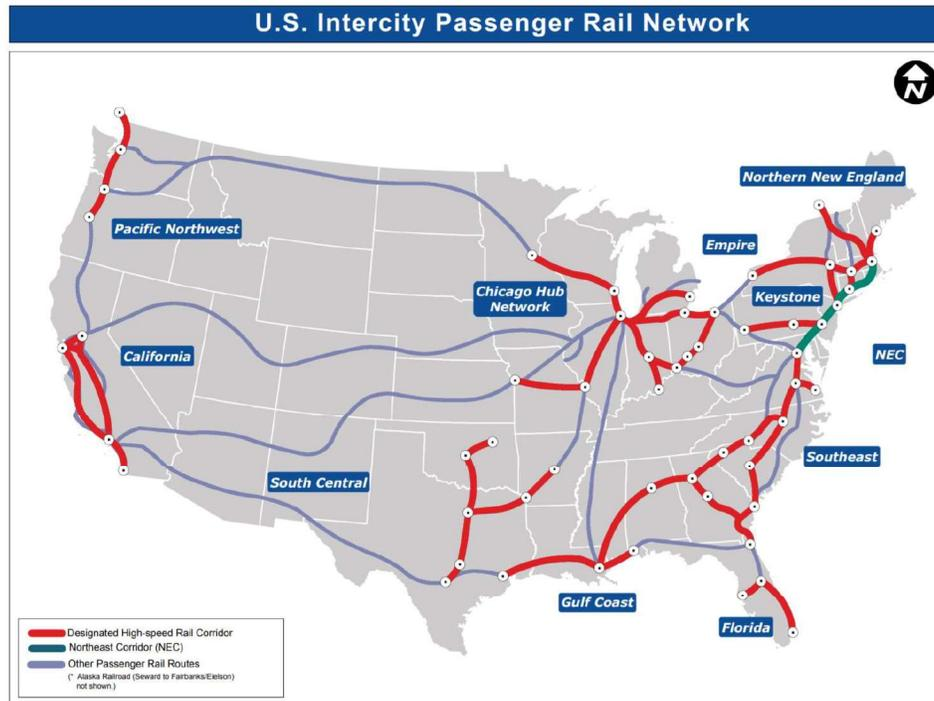 U.S. Intercity Passenger Rail Network
N
Northern New England
Pacific Northwest
Empire
Chicago Hub
Network
Keystone
California
NEC
Southeast
South Central
Gulf Coast
Florida
Designated High-speed Rail Corridor
Northeast Corridor (NEC)
Other Passenger Rail Routes
(* Alaska Railroad (Seward to Fairbanks/Eielson)
not shown.)